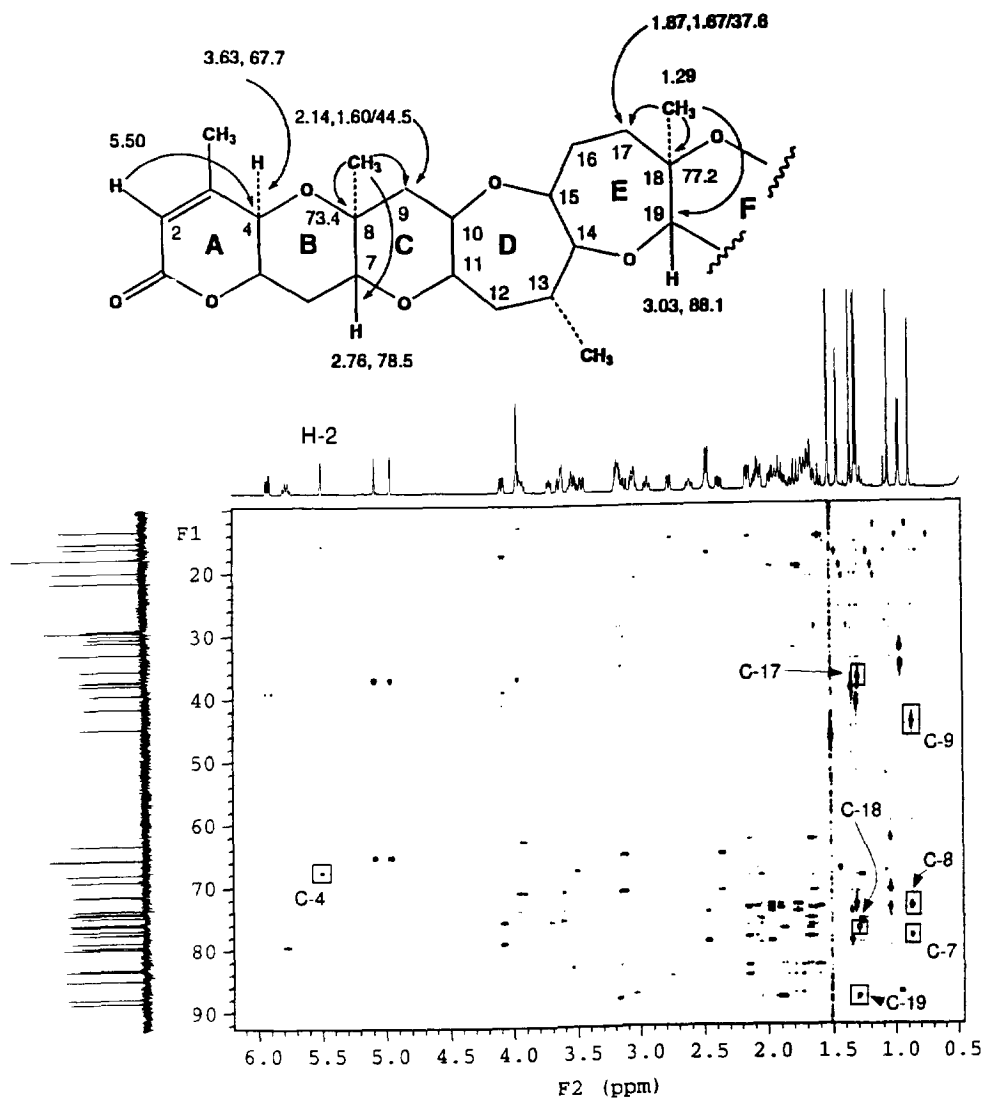 1.87,1.67/37.6
3.63, 67.7
1.29
2.14,1.60/44.5
CH₃
CH₃
5.50
CH₃
H
H
O
O
O
16
17
18
77.2
15
E
2
A
4
B
73.4
8
9
C
10
D
14
19
F
7
11
O
13
O
O
O
12
H
H
3.03, 88.1
CH₃
2.76, 78.5
H-2
F1
20
30
C-17
40
C-9
50
60
C-18
C-8
70
C-4
80
C-7
90
C-19
6.0 5.5 5.0 4.5 4.0 3.5 3.0 2.5 2.0 1.5 1.0 0.5
F2 (ppm)